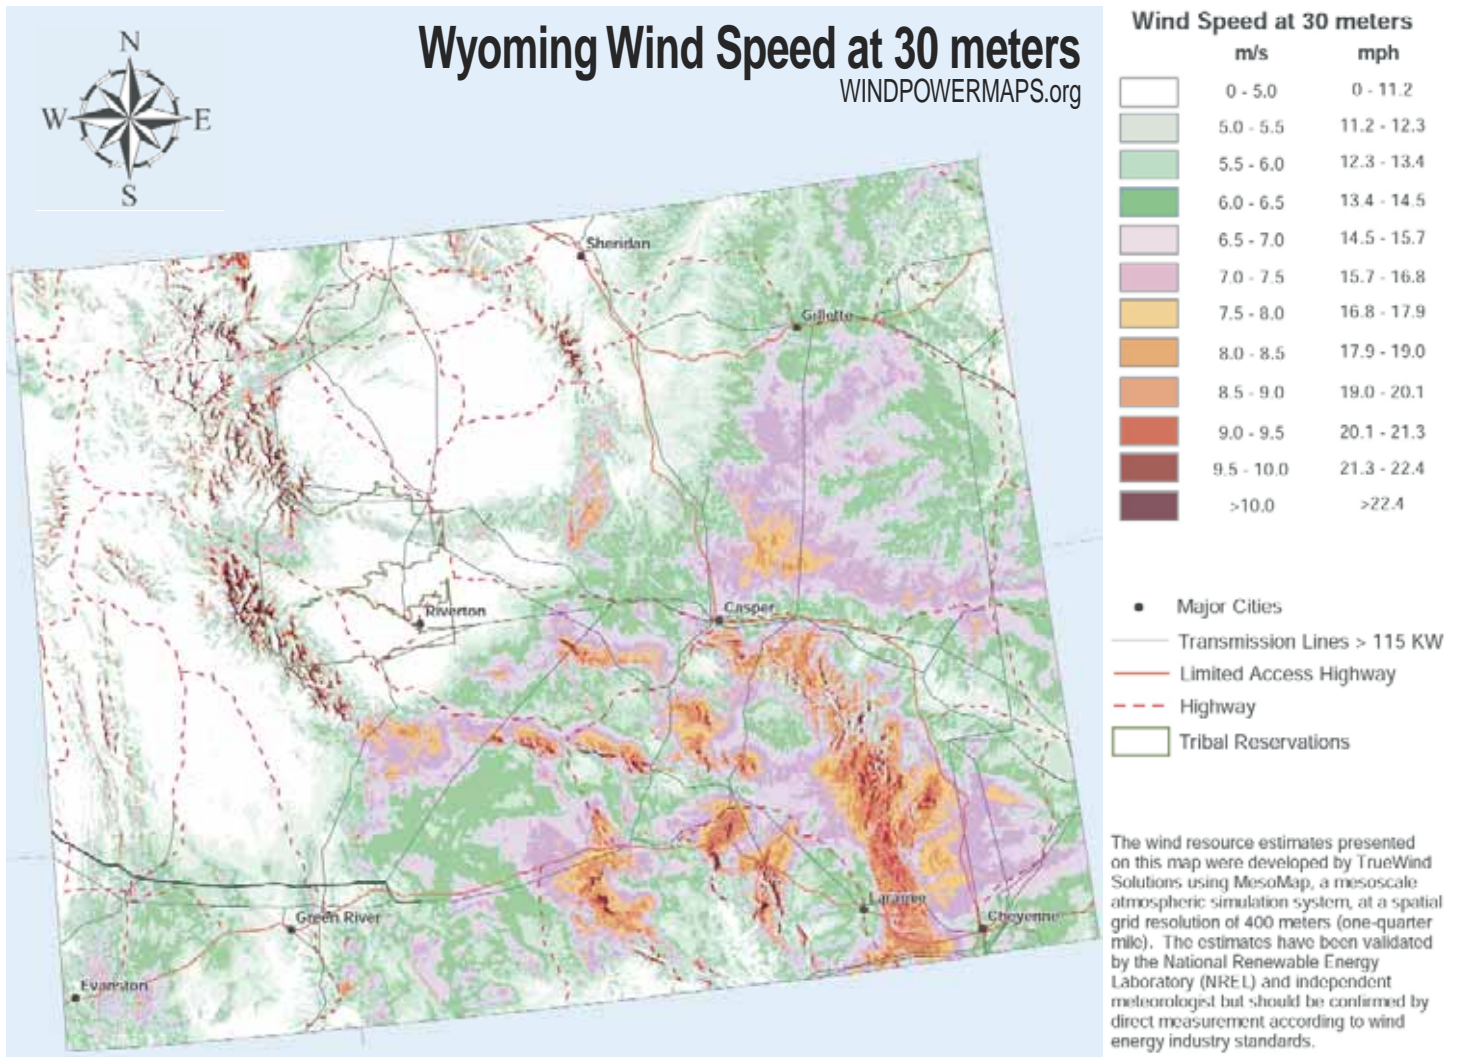 Wyoming Wind Speed at 30 meters
WINDPOWERMAPS.org
N
W
E
S
Sheridan
Gillette
Riverton
Casper
Laramie
Cheyenne
Green River
Evanston
Wind Speed at 30 meters
m/s mph
0 - 5.0 0 - 11.2
5.0 - 5.5 11.2 - 12.3
5.5 - 6.0 12.3 - 13.4
6.0 - 6.5 13.4 - 14.5
6.5 - 7.0 14.5 - 15.7
7.0 - 7.5 15.7 - 16.8
7.5 - 8.0 16.8 - 17.9
8.0 - 8.5 17.9 - 19.0
8.5 - 9.0 19.0 - 20.1
9.0 - 9.5 20.1 - 21.3
9.5 - 10.0 21.3 - 22.4
>10.0 >22.4
Major Cities
Transmission Lines > 115 KW
Limited Access Highway
Highway
Tribal Reservations
The wind resource estimates presented
on this map were developed by TrueWind
Solutions using MesoMap, a mesoscale
atmospheric simulation system, at a spatial
grid resolution of 400 meters (one-quarter
mile). The estimates have been validated
by the National Renewable Energy
Laboratory (NREL) and independent
meteorologist but should be confirmed by
direct measurement according to wind
energy industry standards.